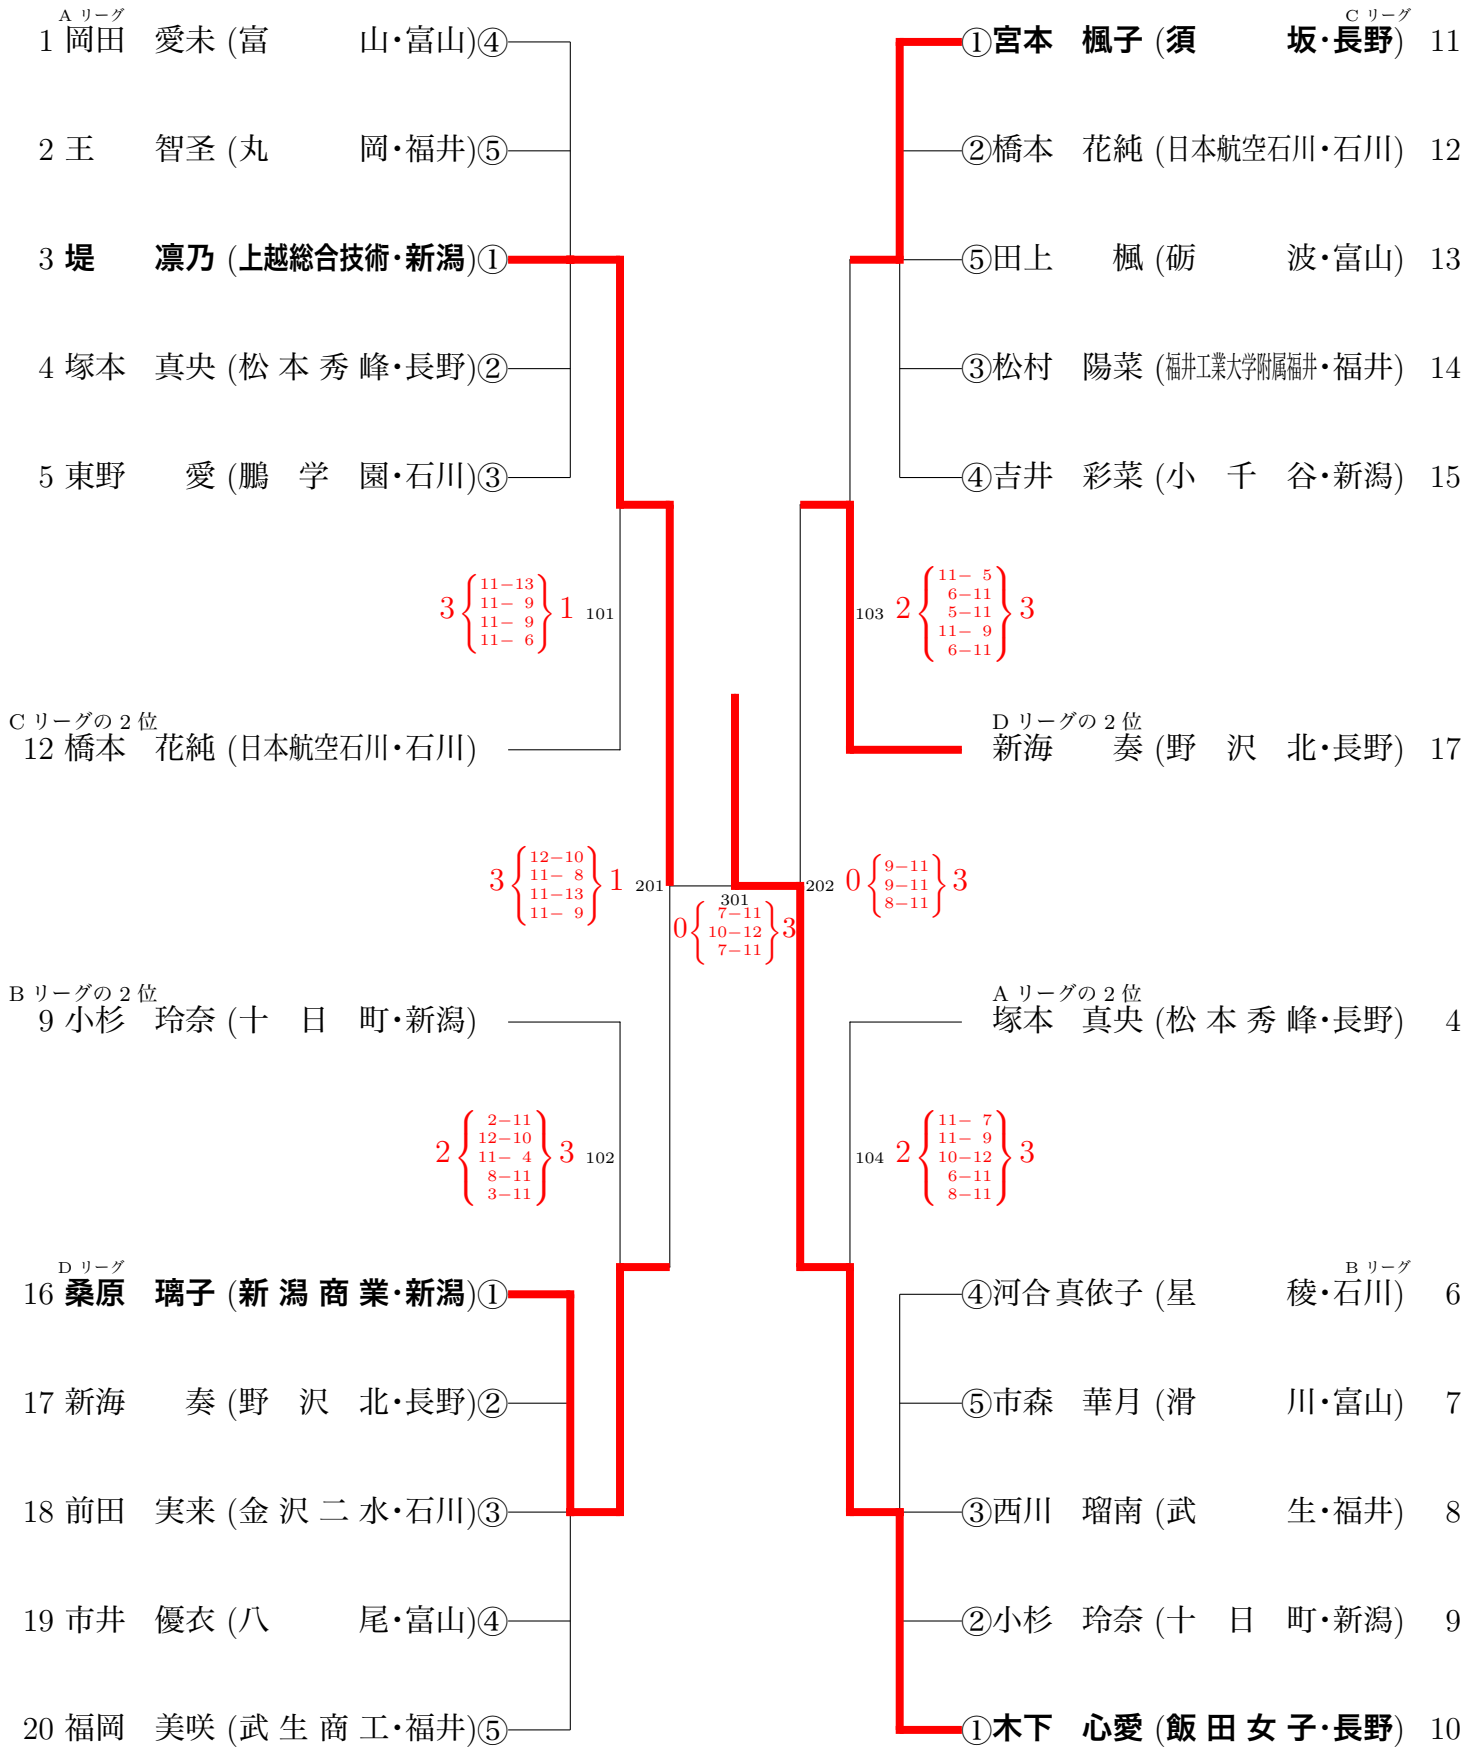 A リーグ
1 岡田 愛未 (富 山・富山)④
2 王 智圣 (丸 岡・福井)⑤
3 堤 凛乃 (上越総合技術・新潟)①
4 塚本 真央 (松本秀峰・長野)②
5 東野 愛 (鵬学園・石川)③
3 { 11−13 11− 9 11− 9 11− 6 } 1 101
C リーグの 2 位
12 橋本 花純 (日本航空石川・石川)
3 { 12−10 11− 8 11−13 11− 9 } 1 201
B リーグの 2 位
9 小杉 玲奈 (十日町・新潟)
2 { 2−11 12−10 11− 4 8−11 3−11 } 3 102
D リーグ
16 桑原 璃子 (新潟商業・新潟)①
17 新海 奏 (野沢北・長野)②
18 前田 実来 (金沢二水・石川)③
19 市井 優衣 (八 尾・富山)④
20 福岡 美咲 (武生商工・福井)⑤
301
0 { 7−11 10−12 7−11 } 3
C リーグ
①宮本 楓子 (須 坂・長野) 11
②橋本 花純 (日本航空石川・石川) 12
⑤田上 楓 (砺 波・富山) 13
③松村 陽菜 (福井工業大学附属福井・福井) 14
④吉井 彩菜 (小千谷・新潟) 15
103 2 { 11− 5 6−11 5−11 11− 9 6−11 } 3
D リーグの 2 位
新海 奏 (野沢北・長野) 17
202 0 { 9−11 9−11 8−11 } 3
A リーグの 2 位
塚本 真央 (松本秀峰・長野) 4
104 2 { 11− 7 11− 9 10−12 6−11 8−11 } 3
B リーグ
④河合 真依子 (星 稜・石川) 6
⑤市森 華月 (滑 川・富山) 7
③西川 瑠南 (武 生・福井) 8
②小杉 玲奈 (十日町・新潟) 9
①木下 心愛 (飯田女子・長野) 10